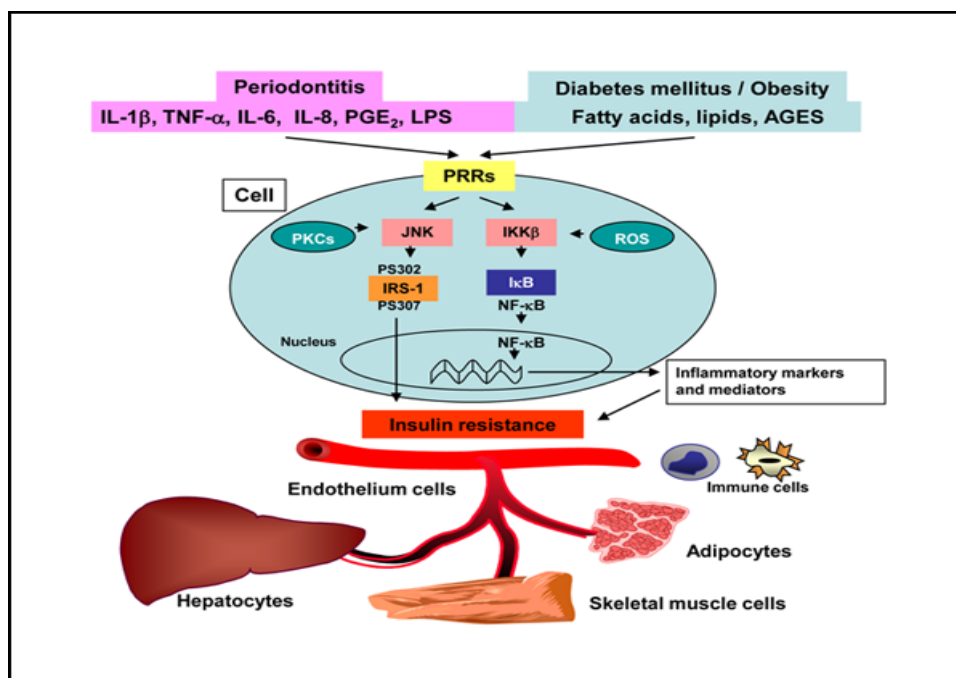 Periodontitis
IL-1β, TNF-α, IL-6, IL-8, PGE₂, LPS
Diabetes mellitus / Obesity
Fatty acids, lipids, AGES
PRRs
Cell
PKCs
JNK
IKKβ
ROS
PS302
IRS-1
PS307
IκB
NF-κB
Nucleus
NF-κB
Inflammatory markers
and mediators
Insulin resistance
Endothelium cells
Immune cells
Adipocytes
Hepatocytes
Skeletal muscle cells